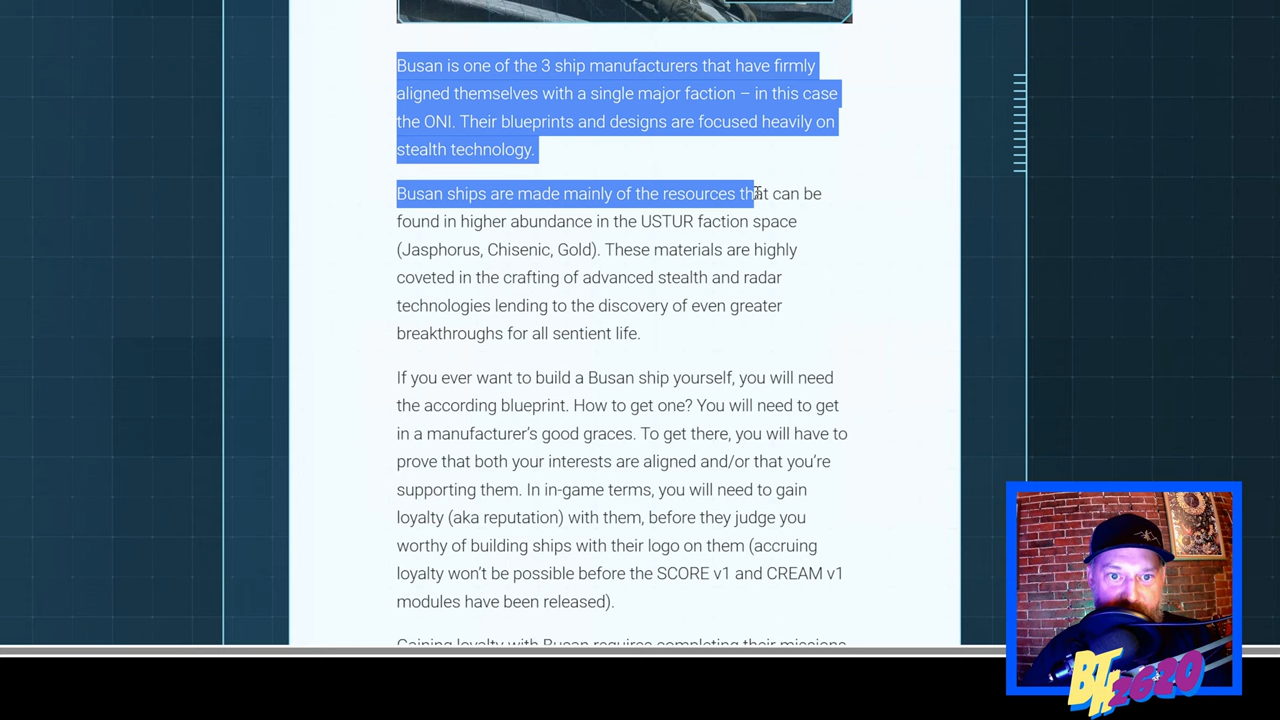 Busan is one of the 3 ship manufacturers that have firmly
aligned themselves with a single major faction – in this case
the ONI. Their blueprints and designs are focused heavily on
stealth technology.
Busan ships are made mainly of the resources that can be
found in higher abundance in the USTUR faction space
(Jasphorus, Chisenic, Gold). These materials are highly
coveted in the crafting of advanced stealth and radar
technologies lending to the discovery of even greater
breakthroughs for all sentient life.
If you ever want to build a Busan ship yourself, you will need
the according blueprint. How to get one? You will need to get
in a manufacturer's good graces. To get there, you will have to
prove that both your interests are aligned and/or that you're
supporting them. In in-game terms, you will need to gain
loyalty (aka reputation) with them, before they judge you
worthy of building ships with their logo on them (accruing
loyalty won't be possible before the SCORE v1 and CREAM v1
modules have been released).
Gaining loyalty with Busan requires completing their missions